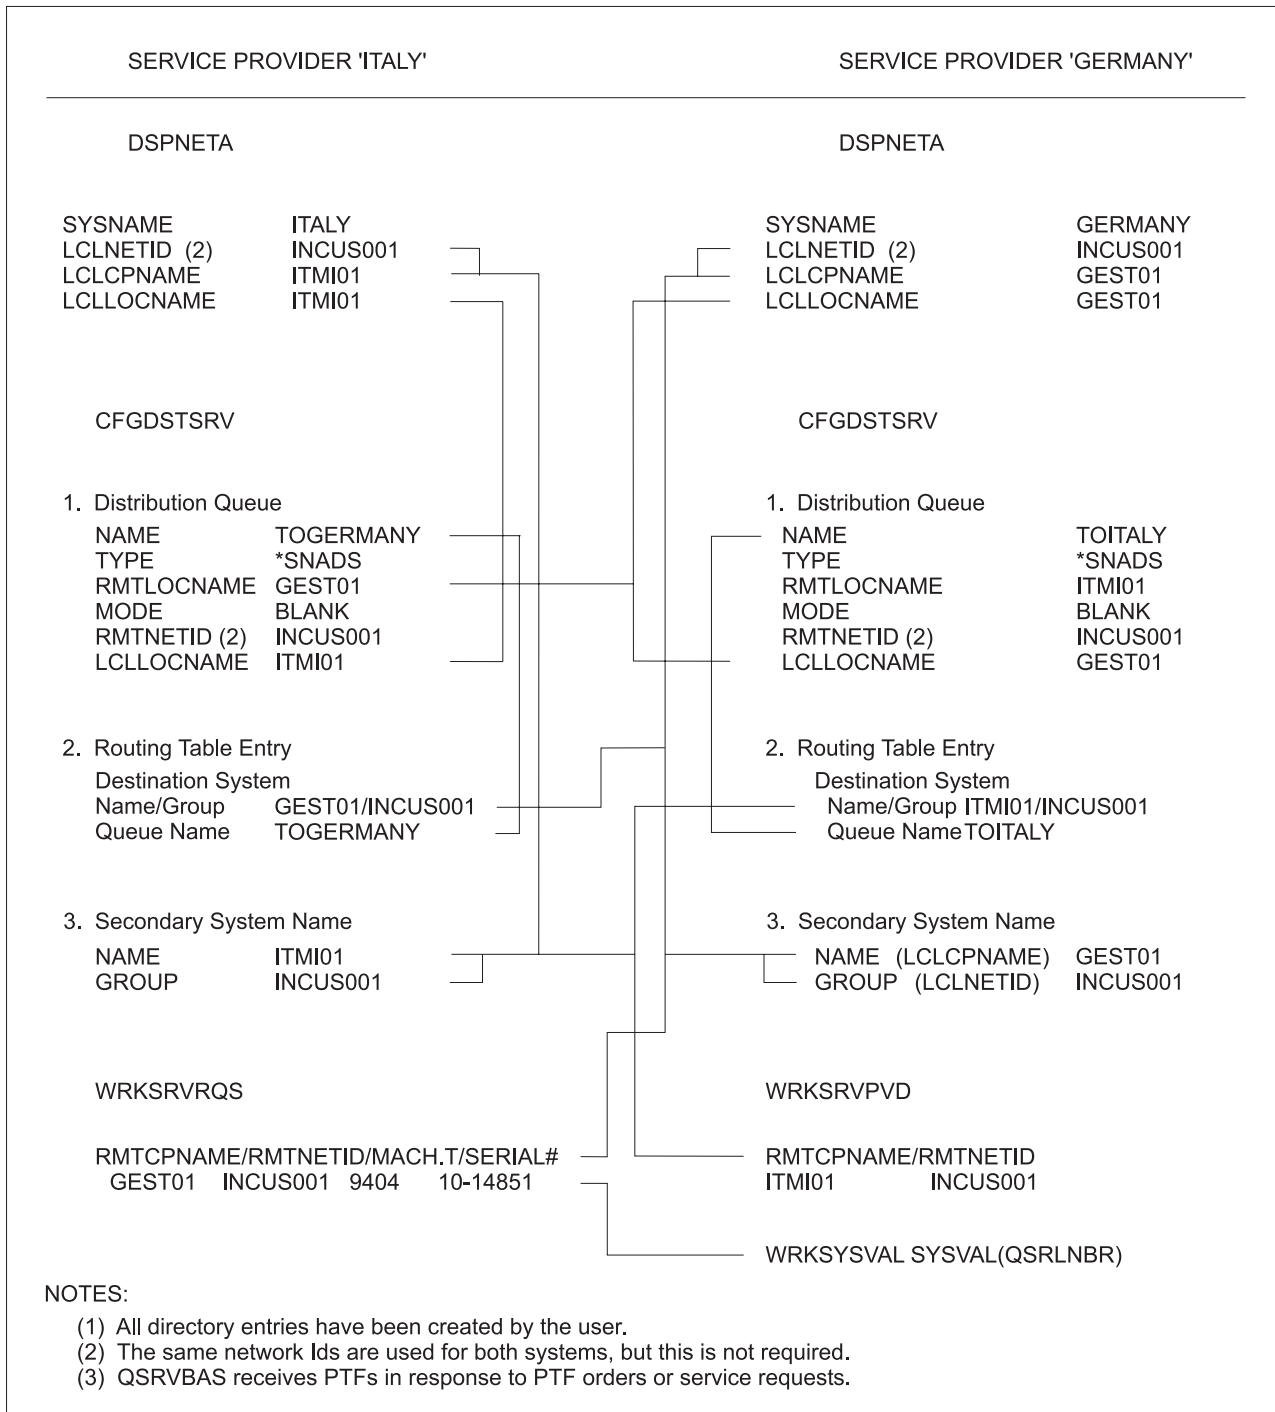 SERVICE PROVIDER 'ITALY' SERVICE PROVIDER 'GERMANY'
DSPNETA DSPNETA
SYSNAME ITALY SYSNAME GERMANY
LCLNETID (2) INCUS001 LCLNETID (2) INCUS001
LCLCPNAME ITMI01 LCLCPNAME GEST01
LCLLOCNAME ITMI01 LCLLOCNAME GEST01
CFGDSTSRV CFGDSTSRV
1. Distribution Queue 1. Distribution Queue
NAME TOGERMANY NAME TOITALY
TYPE *SNADS TYPE *SNADS
RMTLOCNAME GEST01 RMTLOCNAME ITMI01
MODE BLANK MODE BLANK
RMTNETID (2) INCUS001 RMTNETID (2) INCUS001
LCLLOCNAME ITMI01 LCLLOCNAME GEST01
2. Routing Table Entry 2. Routing Table Entry
Destination System Destination System
Name/Group GEST01/INCUS001 Name/Group ITMI01/INCUS001
Queue Name TOGERMANY Queue Name TOITALY
3. Secondary System Name 3. Secondary System Name
NAME ITMI01 NAME (LCLCPNAME) GEST01
GROUP INCUS001 GROUP (LCLNETID) INCUS001
WRKSRVRQS WRKSRVPVD
RMTCPNAME/RMTNETID/MACH.T/SERIAL# RMTCPNAME/RMTNETID
GEST01 INCUS001 9404 10-14851 ITMI01 INCUS001
WRKSYSVAL SYSVAL(QSRLNBR)
NOTES:
(1) All directory entries have been created by the user.
(2) The same network Ids are used for both systems, but this is not required.
(3) QSRVBAS receives PTFs in response to PTF orders or service requests.